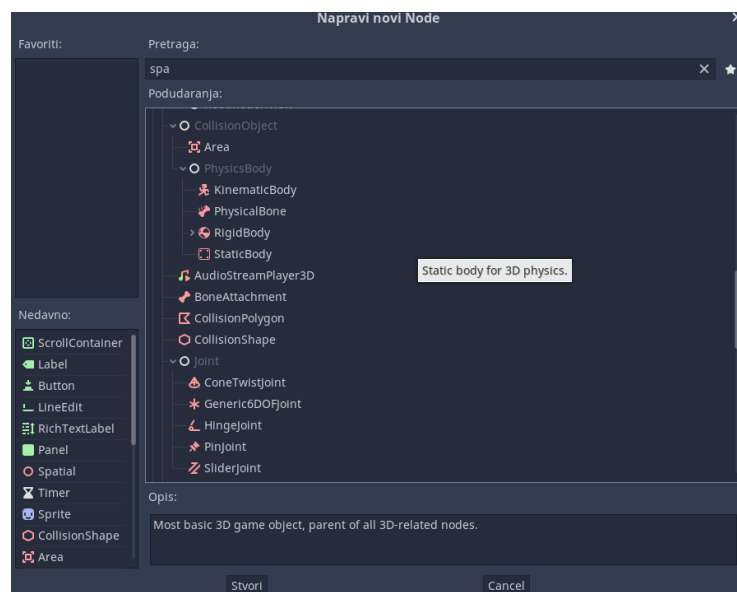 Napravi novi Node
Favoriti:
Pretraga:
spa
Podudaranja:
CollisionObject
Area
PhysicsBody
KinematicBody
PhysicalBone
RigidBody
StaticBody
Static body for 3D physics.
AudioStreamPlayer3D
BoneAttachment
CollisionPolygon
CollisionShape
Joint
ConeTwistJoint
Generic6DOFJoint
HingeJoint
PinJoint
SliderJoint
Nedavno:
ScrollContainer
Label
Button
LineEdit
RichTextLabel
Panel
Spatial
Timer
Sprite
CollisionShape
Area
Opis:
Most basic 3D game object, parent of all 3D-related nodes.
Stvori
Cancel